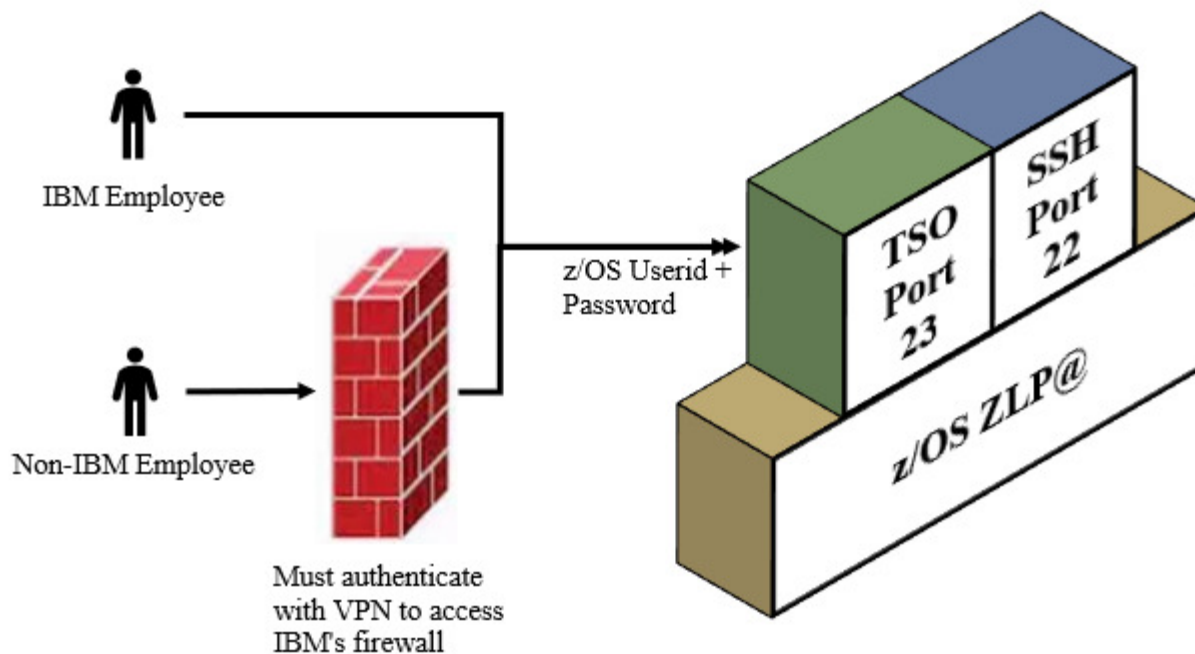 IBM Employee
Non-IBM Employee
Must authenticate
with VPN to access
IBM's firewall
z/OS Userid +
Password
TSO
Port
23
SSH
Port
22
z/OS ZLP@